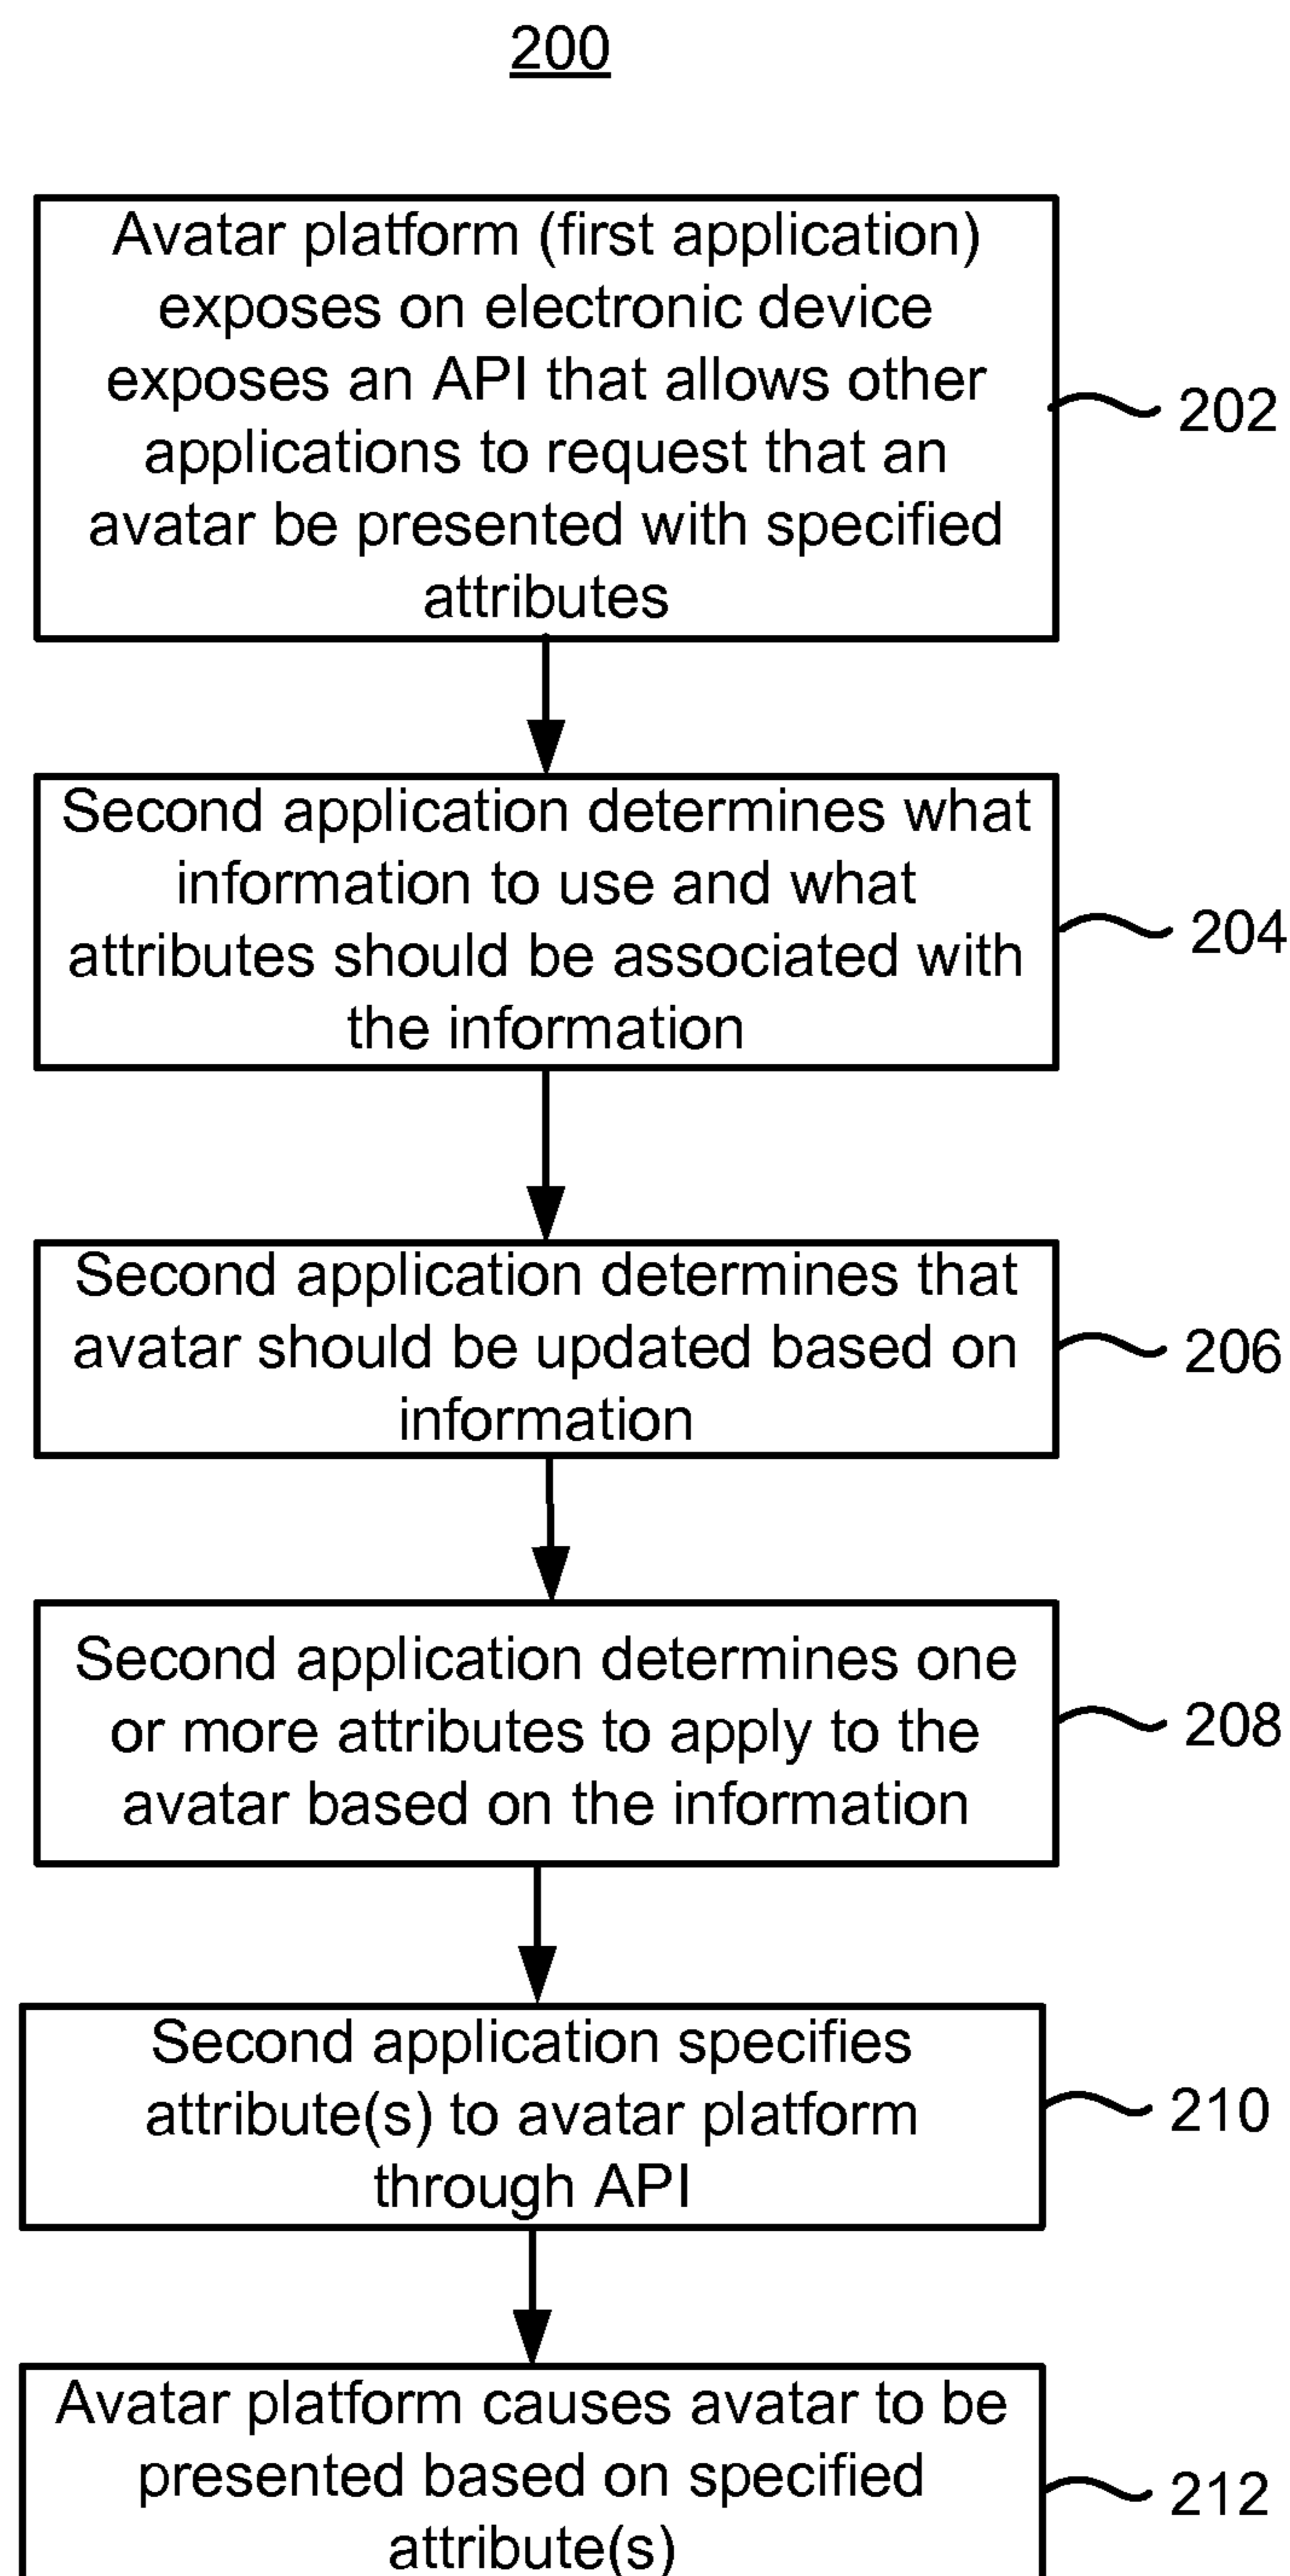 200
Avatar platform (first application)
exposes on electronic device
exposes an API that allows other
applications to request that an
avatar be presented with specified
attributes
202
Second application determines what
information to use and what
attributes should be associated with
the information
204
Second application determines that
avatar should be updated based on
information
206
Second application determines one
or more attributes to apply to the
avatar based on the information
208
Second application specifies
attribute(s) to avatar platform
through API
210
Avatar platform causes avatar to be
presented based on specified
attribute(s)
212